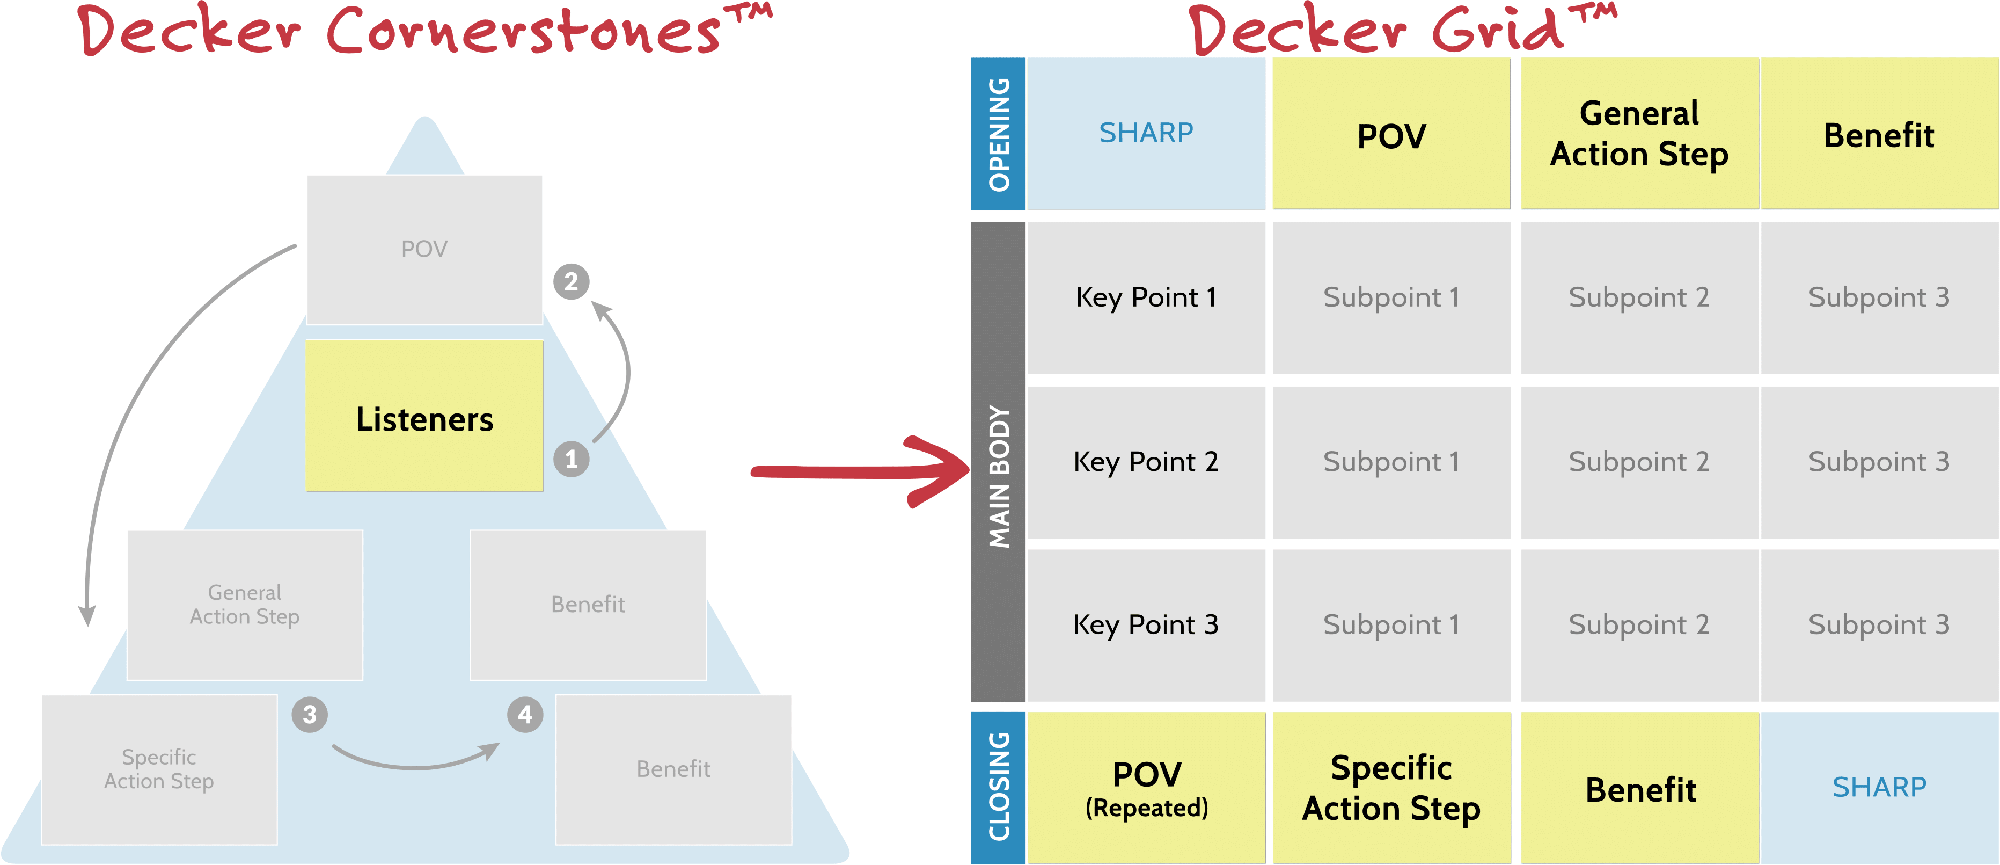 Decker Cornerstones™
POV
2
Listeners
1
General
Action Step
Benefit
3
4
Specific
Action Step
Benefit
Decker Grid™
OPENING
SHARP
POV
General
Action Step
Benefit
MAIN BODY
Key Point 1
Subpoint 1
Subpoint 2
Subpoint 3
Key Point 2
Subpoint 1
Subpoint 2
Subpoint 3
Key Point 3
Subpoint 1
Subpoint 2
Subpoint 3
CLOSING
POV
(Repeated)
Specific
Action Step
Benefit
SHARP